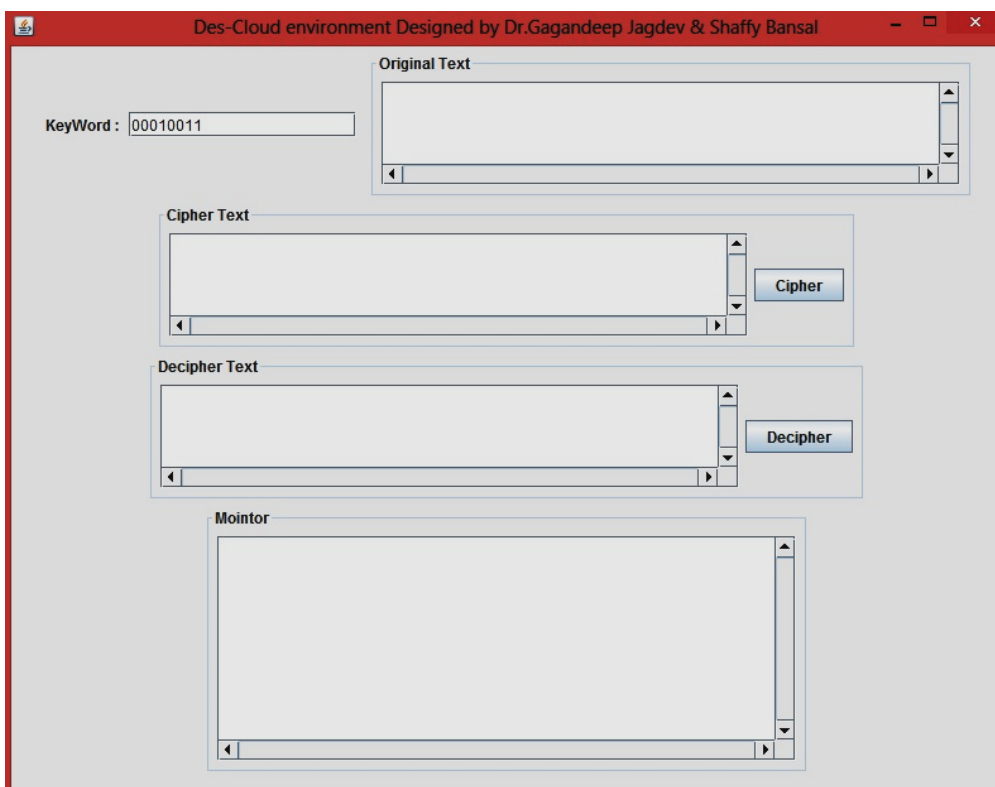 Des-Cloud environment Designed by Dr.Gagandeep Jagdev & Shaffy Bansal
Original Text
KeyWord : 00010011
Cipher Text
Cipher
Decipher Text
Decipher
Mointor